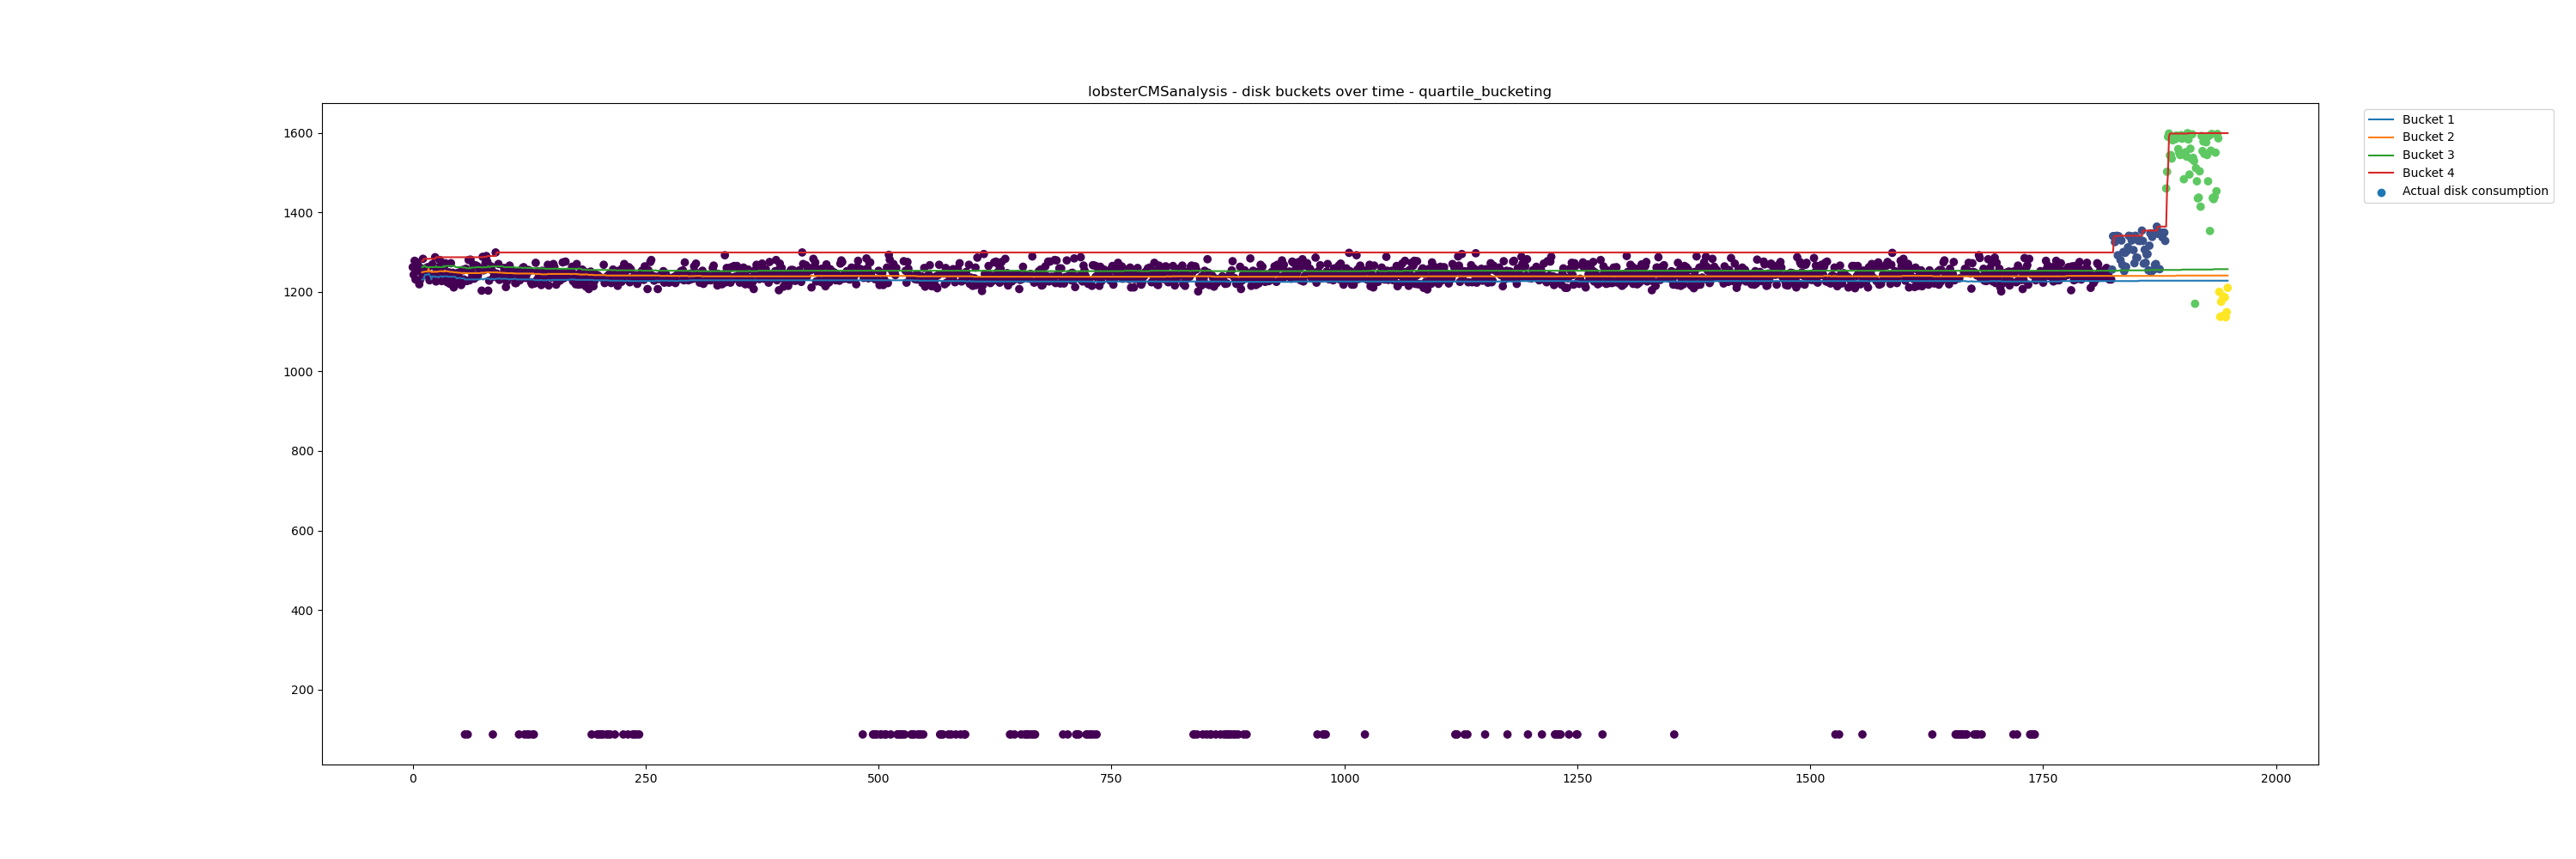 lobsterCMSanalysis - disk buckets over time - quartile_bucketing
1600
1400
1200
1000
800
600
400
200
0 250 500 750 1000 1250 1500 1750 2000
Bucket 1
Bucket 2
Bucket 3
Bucket 4
Actual disk consumption